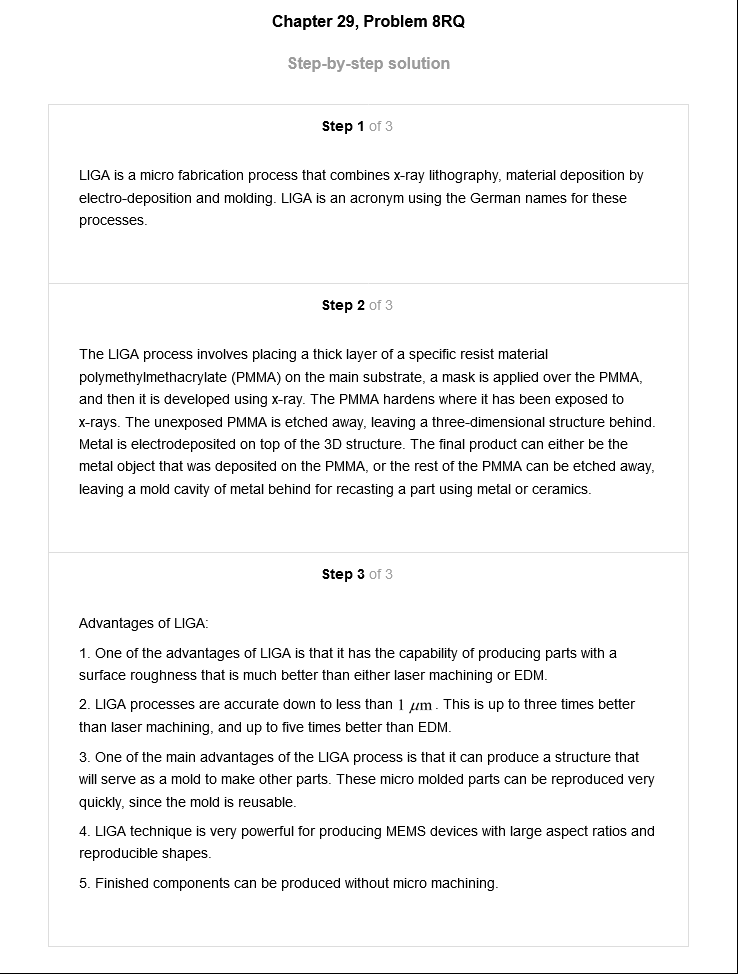 Chapter 29, Problem 8RQ
Step-by-step solution
Step 1 of 3
LIGA is a micro fabrication process that combines x-ray lithography, material deposition by
electro-deposition and molding. LIGA is an acronym using the German names for these
processes.
Step 2 of 3
The LIGA process involves placing a thick layer of a specific resist material
polymethylmethacrylate (PMMA) on the main substrate, a mask is applied over the PMMA,
and then it is developed using x-ray. The PMMA hardens where it has been exposed to
x-rays. The unexposed PMMA is etched away, leaving a three-dimensional structure behind.
Metal is electrodeposited on top of the 3D structure. The final product can either be the
metal object that was deposited on the PMMA, or the rest of the PMMA can be etched away,
leaving a mold cavity of metal behind for recasting a part using metal or ceramics.
Step 3 of 3
Advantages of LIGA:
1. One of the advantages of LIGA is that it has the capability of producing parts with a
surface roughness that is much better than either laser machining or EDM.
2. LIGA processes are accurate down to less than 1 μm. This is up to three times better
than laser machining, and up to five times better than EDM.
3. One of the main advantages of the LIGA process is that it can produce a structure that
will serve as a mold to make other parts. These micro molded parts can be reproduced very
quickly, since the mold is reusable.
4. LIGA technique is very powerful for producing MEMS devices with large aspect ratios and
reproducible shapes.
5. Finished components can be produced without micro machining.